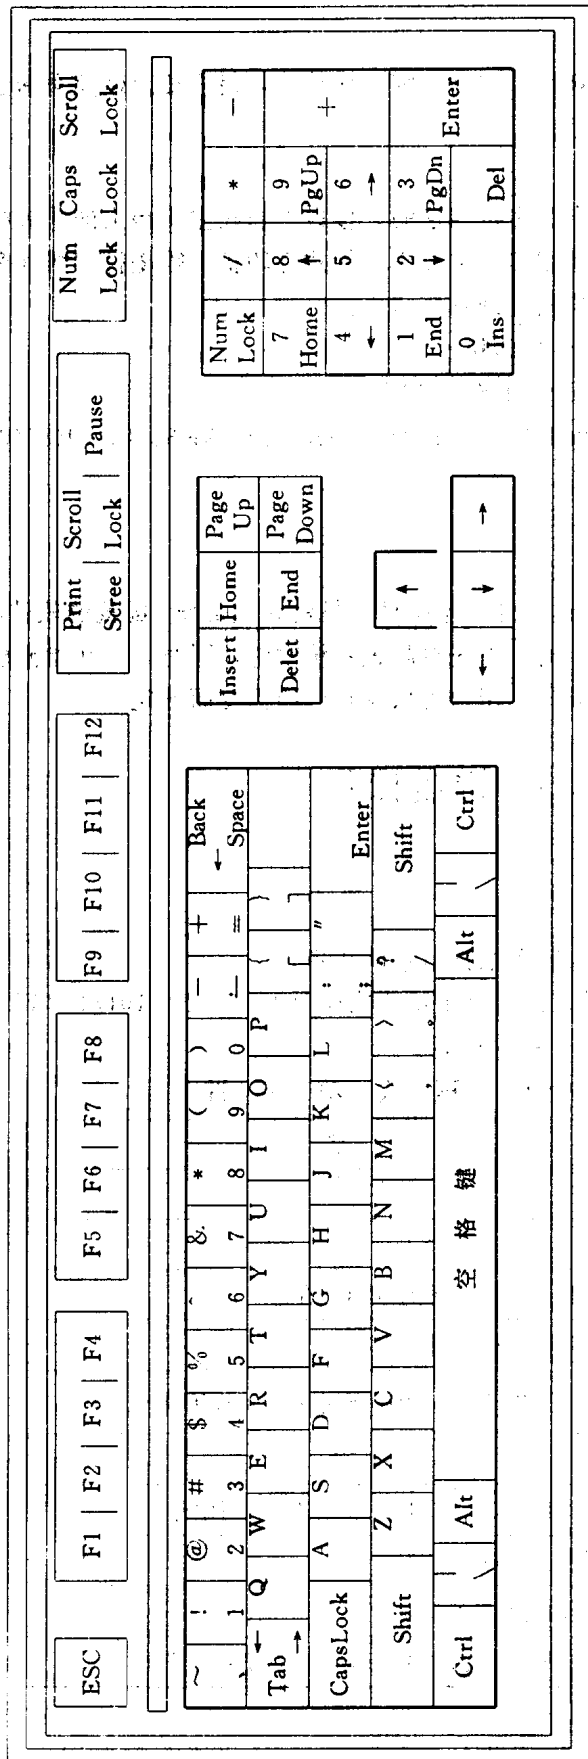 ESC F1 | F2 | F3 | F4 F5 | F6 | F7 | F8 F9 | F10 | F11 | F12 Print Scroll Num Caps Scroll
Scree | Lock | Pause Lock Lock Lock
~ ! @ # $ % & * ( ) — + ← Back
、 1 2 3 4 5 6 7 8 9 0 = Space
Tab ← → Q W E R T Y U I O P { }
CapsLock A S D F G H J K L : ; " Enter
Shift Z X C V B N M 〈 , 〉 。 ? / Shift
Ctrl Alt 空 格 键 Alt Ctrl
Insert Home Page Up
Delet End Page Down
↑
← ↓ →
Num Lock / * —
7 Home 8 ↑ 9 PgUp +
4 ← 5 6 →
1 End 2 ↓ 3 PgDn Enter
0 Ins Del